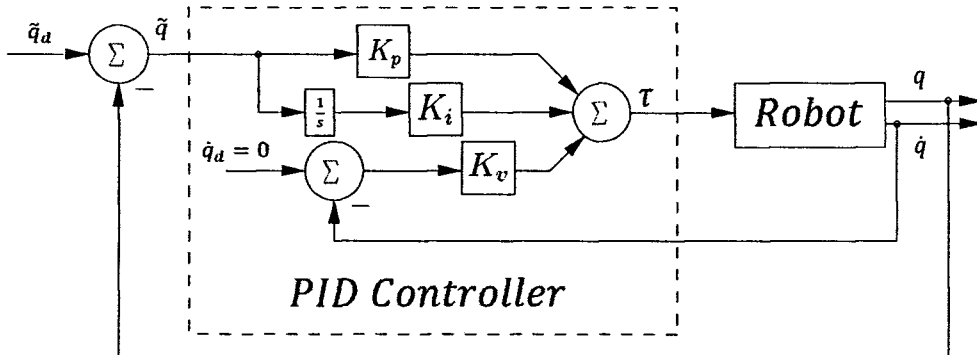 q̃_d
Σ
−
q̃
K_p
1/s
K_i
q̇_d = 0
Σ
−
K_v
Σ
τ
Robot
q
q̇
PID Controller